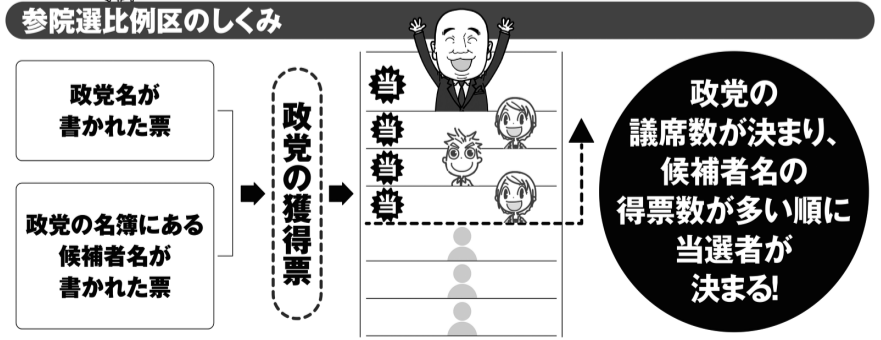 参院選比例区のしくみ
政党名が
書かれた票
政党の名簿にある
候補者名が
書かれた票
政党の獲得票
当
当
当
当
政党の
議席数が決まり、
候補者名の
得票数が多い順に
当選者が
決まる!